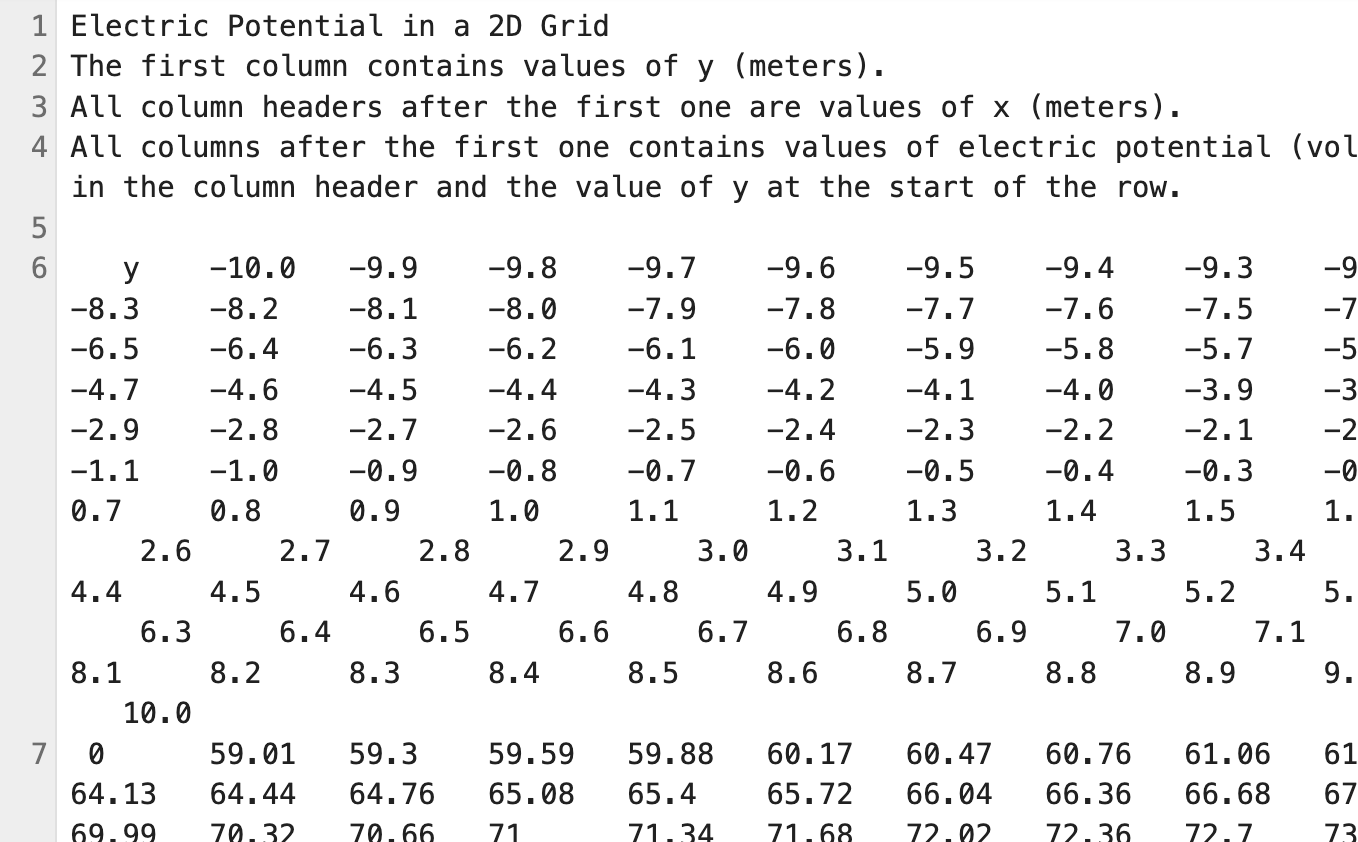 1 Electric Potential in a 2D Grid
2 The first column contains values of y (meters).
3 All column headers after the first one are values of x (meters).
4 All columns after the first one contains values of electric potential (vol
in the column header and the value of y at the start of the row.
5
6 y -10.0 -9.9 -9.8 -9.7 -9.6 -9.5 -9.4 -9.3 -9
-8.3 -8.2 -8.1 -8.0 -7.9 -7.8 -7.7 -7.6 -7.5 -7
-6.5 -6.4 -6.3 -6.2 -6.1 -6.0 -5.9 -5.8 -5.7 -5
-4.7 -4.6 -4.5 -4.4 -4.3 -4.2 -4.1 -4.0 -3.9 -3
-2.9 -2.8 -2.7 -2.6 -2.5 -2.4 -2.3 -2.2 -2.1 -2
-1.1 -1.0 -0.9 -0.8 -0.7 -0.6 -0.5 -0.4 -0.3 -0
0.7 0.8 0.9 1.0 1.1 1.2 1.3 1.4 1.5 1.
2.6 2.7 2.8 2.9 3.0 3.1 3.2 3.3 3.4
4.4 4.5 4.6 4.7 4.8 4.9 5.0 5.1 5.2 5.
6.3 6.4 6.5 6.6 6.7 6.8 6.9 7.0 7.1
8.1 8.2 8.3 8.4 8.5 8.6 8.7 8.8 8.9 9.
10.0
7 0 59.01 59.3 59.59 59.88 60.17 60.47 60.76 61.06 61
64.13 64.44 64.76 65.08 65.4 65.72 66.04 66.36 66.68 67
69.99 70.32 70.66 71 71.34 71.68 72.02 72.36 72.7 73